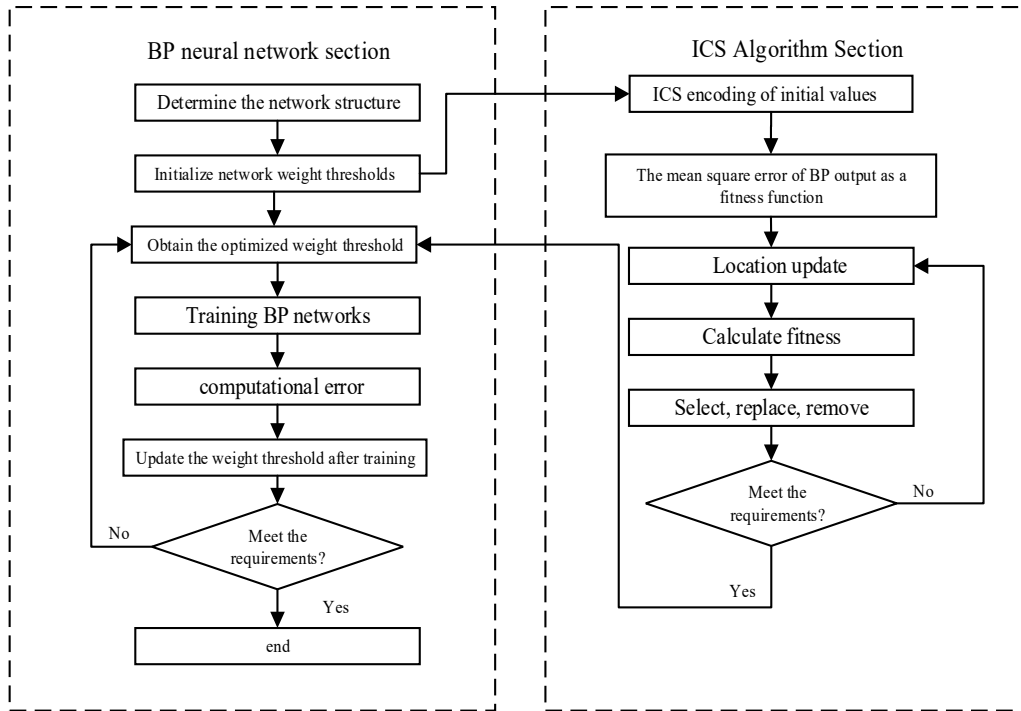 BP neural network section
Determine the network structure
Initialize network weight thresholds
Obtain the optimized weight threshold
Training BP networks
computational error
Update the weight threshold after training
No
Meet the
requirements?
Yes
end
ICS Algorithm Section
ICS encoding of initial values
The mean square error of BP output as a
fitness function
Location update
Calculate fitness
Select, replace, remove
Meet the
requirements?
No
Yes